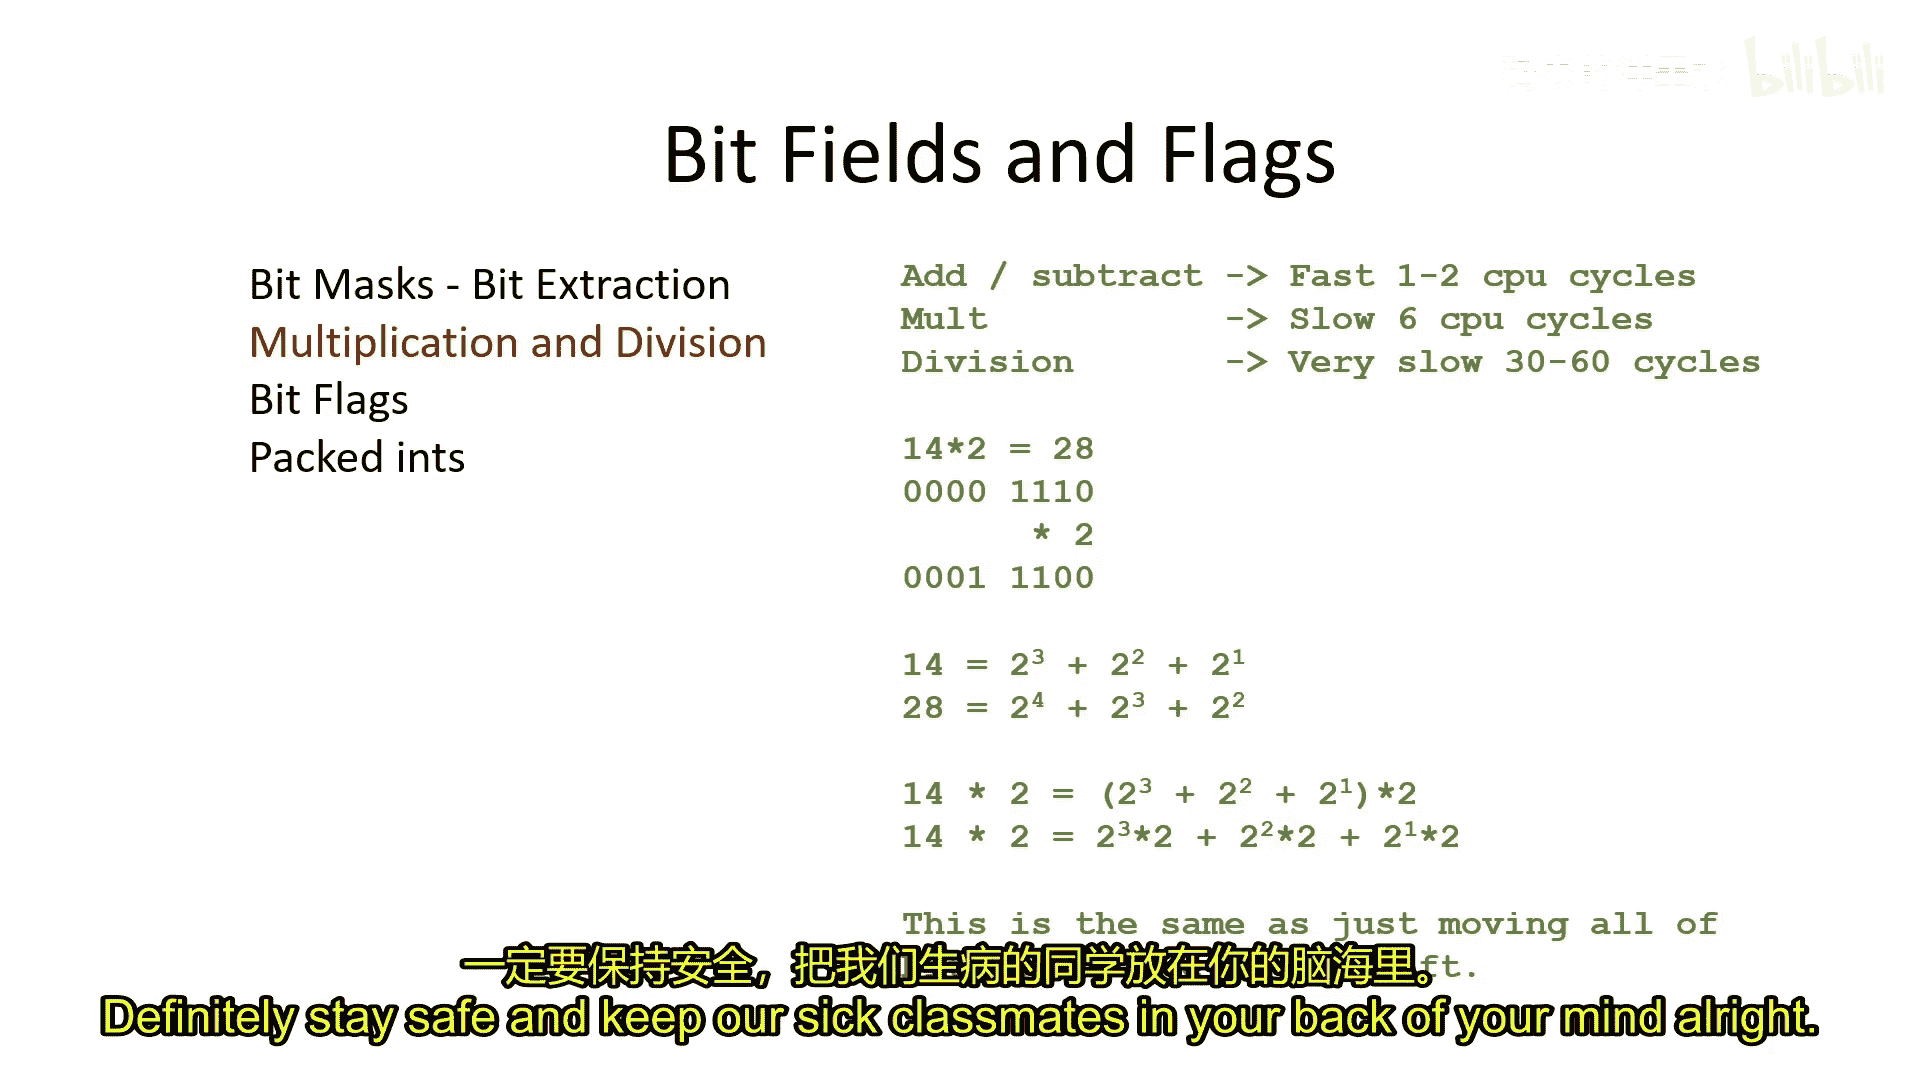 bilibili
Bit Fields and Flags
Bit Masks - Bit Extraction
Multiplication and Division
Bit Flags
Packed ints
Add / subtract -> Fast 1-2 cpu cycles
Mult -> Slow 6 cpu cycles
Division -> Very slow 30-60 cycles
14*2 = 28
0000 1110
* 2
0001 1100
14 = 2³ + 2² + 2¹
28 = 2⁴ + 2³ + 2²
14 * 2 = (2³ + 2² + 2¹)*2
14 * 2 = 2³*2 + 2²*2 + 2¹*2
This is the same as just moving all of
一定要保持安全，把我们生病的同学放在你的脑海里。
Definitely stay safe and keep our sick classmates in your back of your mind alright.